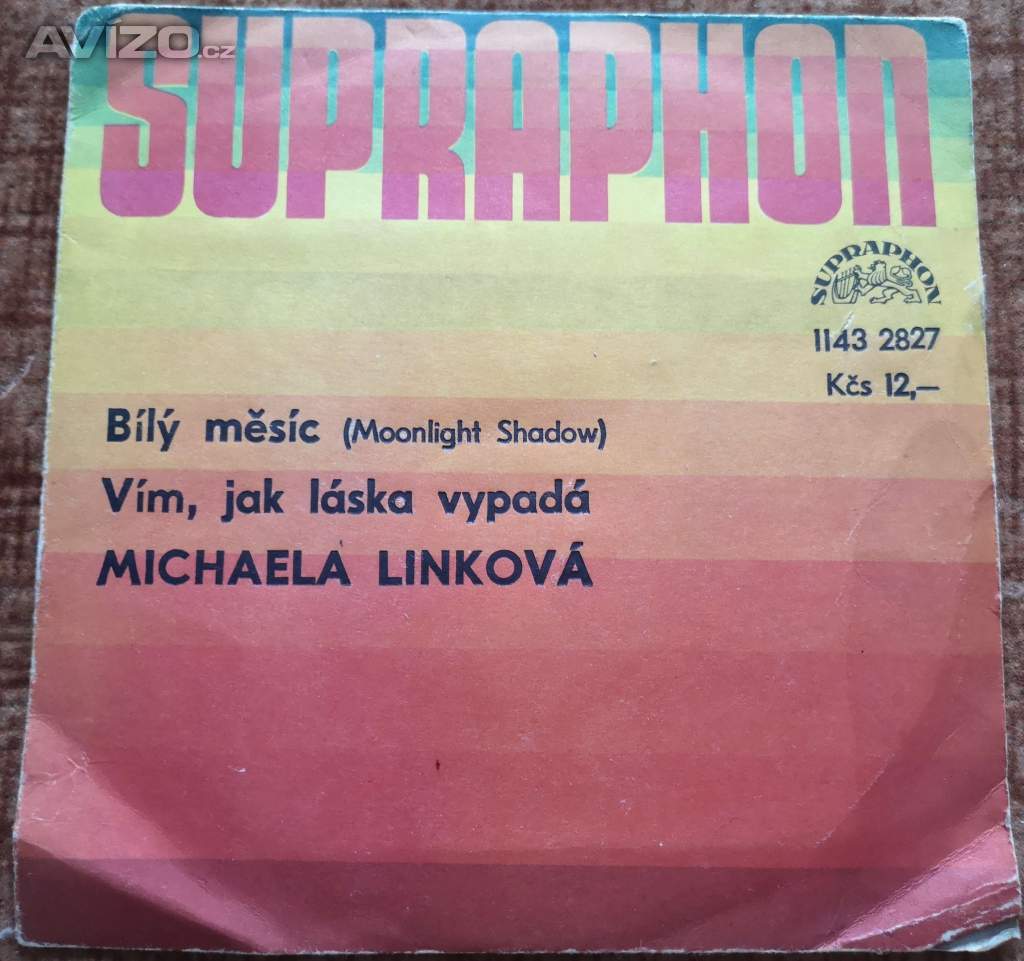 AVIZO.cz
SUPRAPHON
SUPRAPHON
1143 2827
Kčs 12,—
Bílý měsíc (Moonlight Shadow)
Vím, jak láska vypadá
MICHAELA LINKOVÁ